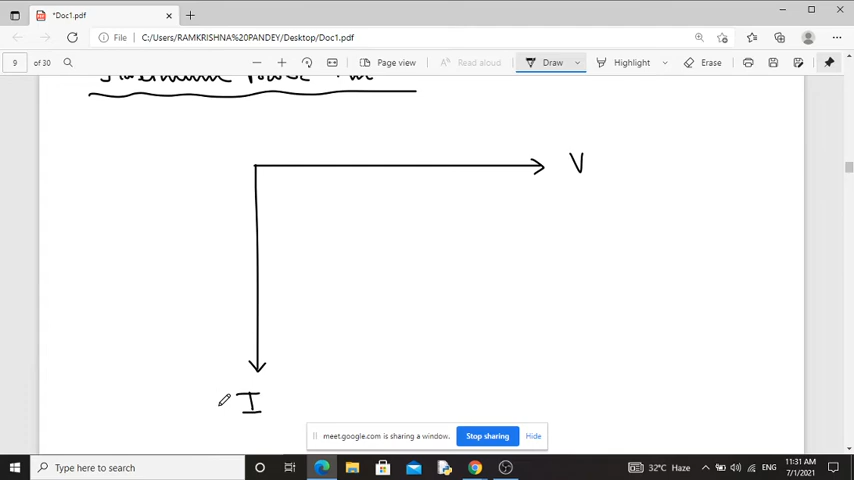 *Doc1.pdf
File C:/Users/RAMKRISHNA%20PANDEY/Desktop/Doc1.pdf
9 of 30 Page view Read aloud Draw Highlight Erase
V
I
meet.google.com is sharing a window. Stop sharing Hide
Type here to search
32°C Haze ENG 11:31 AM
7/1/2021